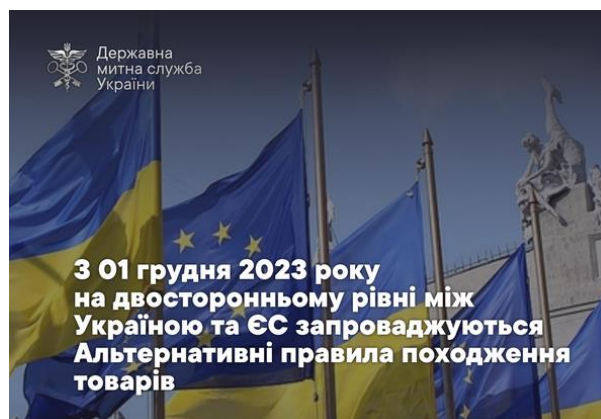 Державна
митна служба
України
З 01 грудня 2023 року
на двосторонньому рівні між
Україною та ЄС запроваджуються
Альтернативні правила походження
товарів